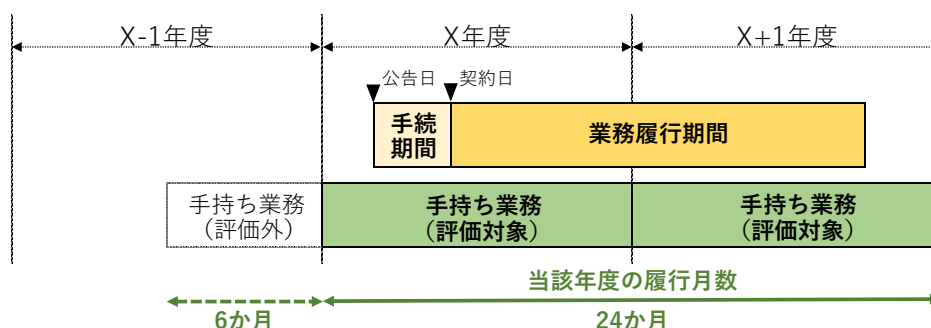 X-1年度
X年度
X+1年度
公告日
契約日
手続
期間
業務履行期間
手持ち業務
（評価外）
手持ち業務
（評価対象）
手持ち業務
（評価対象）
当該年度の履行月数
6か月
24か月